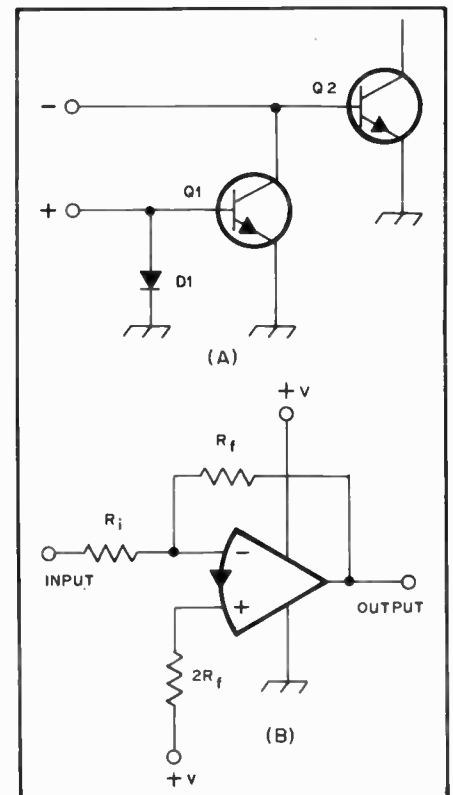 Q2
−
Q1
+
D1
(A)
+ V
Rf
Ri
−
INPUT
+
OUTPUT
2Rf
(B)
+ V